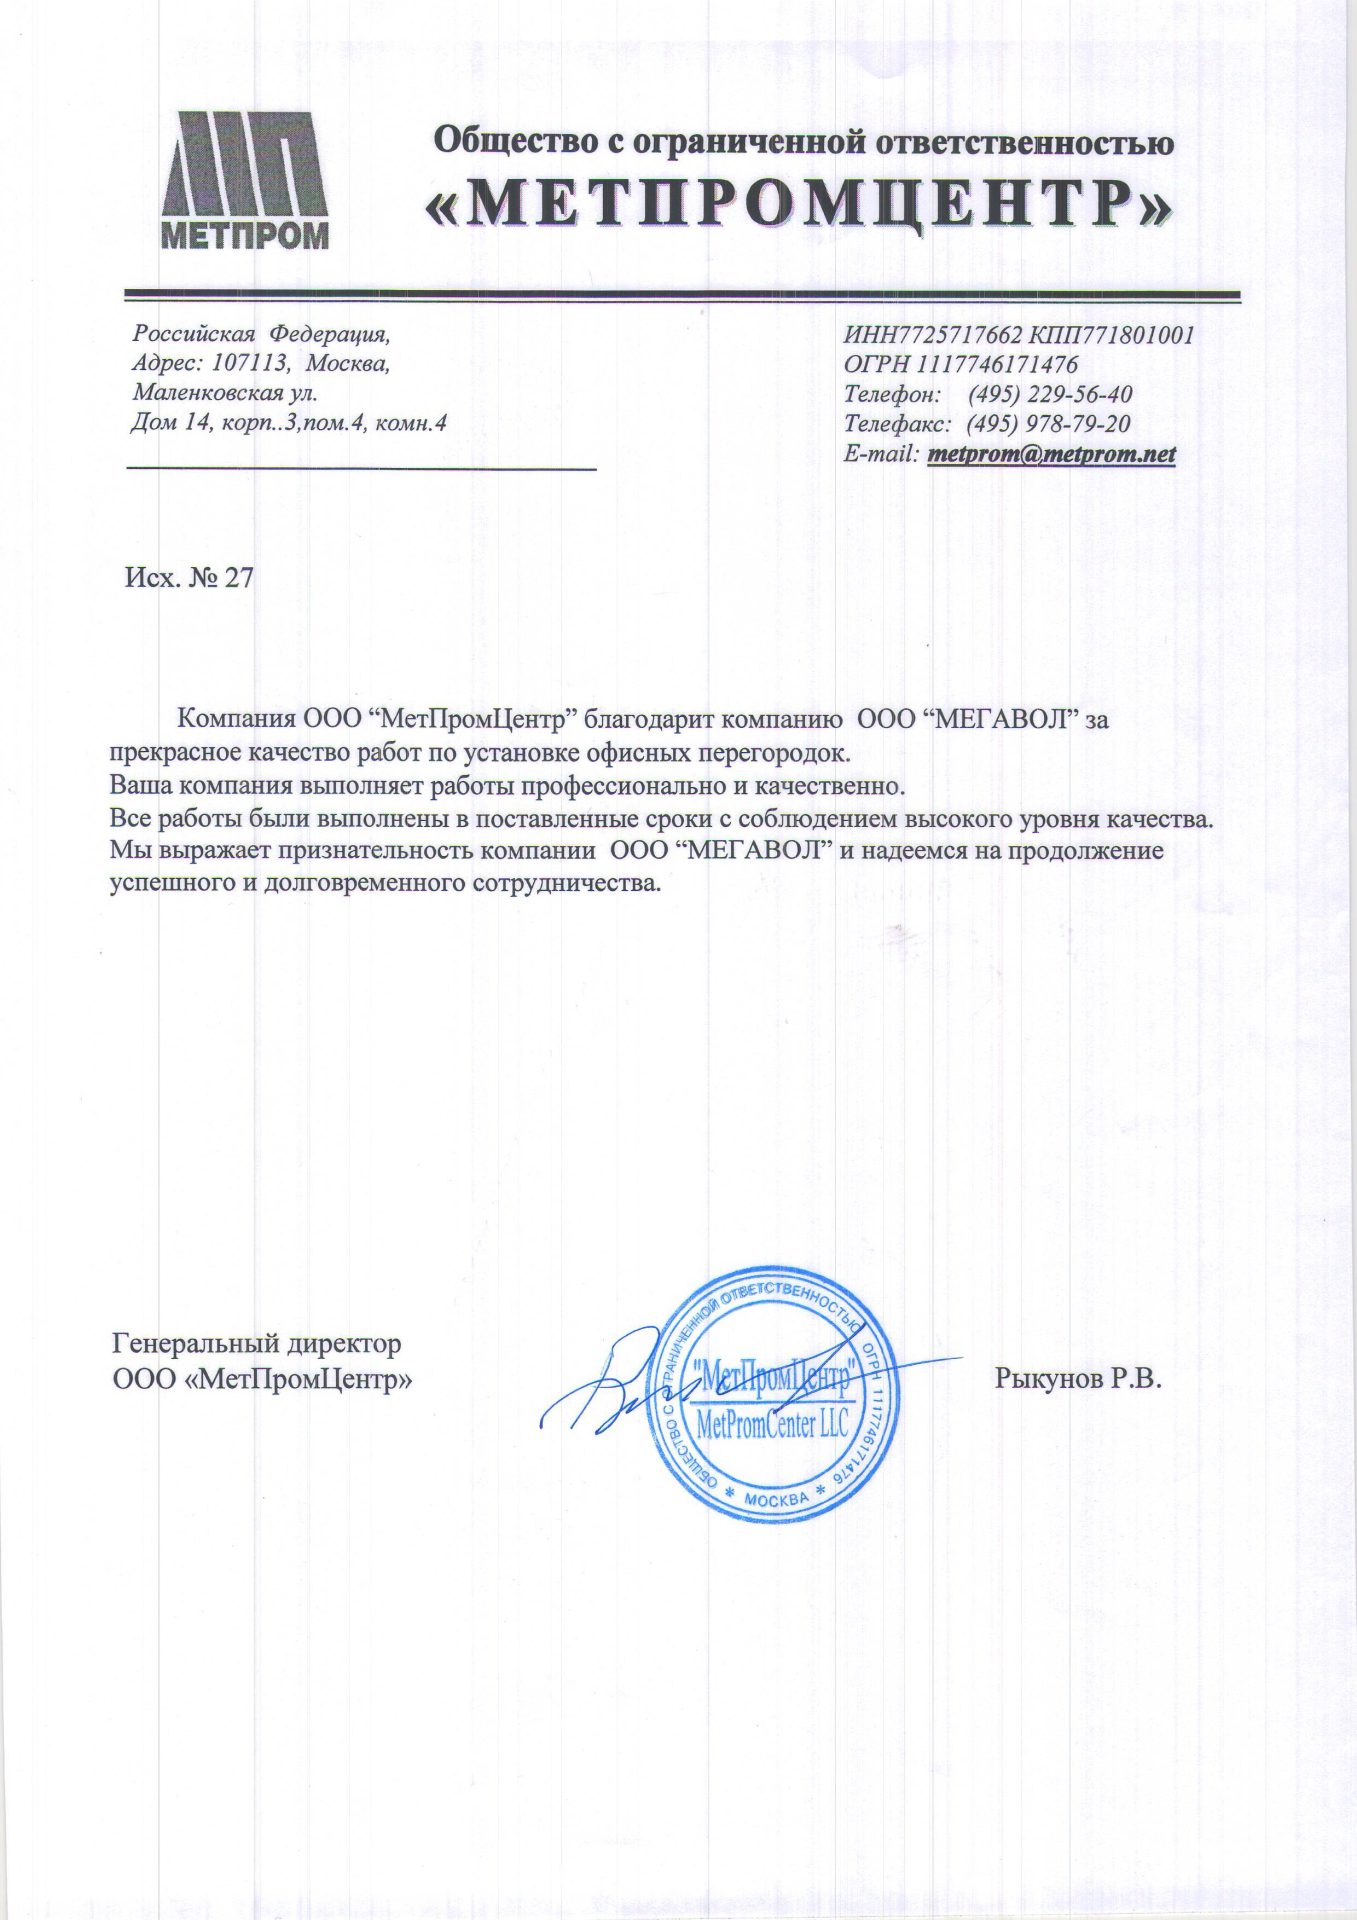 МП
МЕТПРОМ
Общество с ограниченной ответственностью
«МЕТПРОМЦЕНТР»
Российская Федерация,
Адрес: 107113, Москва,
Маленковская ул.
Дом 14, корп..3,пом.4, комн.4
ИНН7725717662 КПП771801001
ОГРН 1117746171476
Телефон: (495) 229-56-40
Телефакс: (495) 978-79-20
E-mail: metprom@metprom.net
Исх. № 27
Компания ООО “МетПромЦентр” благодарит компанию ООО “МЕГАВОЛ” за
прекрасное качество работ по установке офисных перегородок.
Ваша компания выполняет работы профессионально и качественно.
Все работы были выполнены в поставленные сроки с соблюдением высокого уровня качества.
Мы выражает признательность компании ООО “МЕГАВОЛ” и надеемся на продолжение
успешного и долговременного сотрудничества.
Генеральный директор
ООО «МетПромЦентр»
Рыкунов Р.В.
ОБЩЕСТВО С ОГРАНИЧЕННОЙ ОТВЕТСТВЕННОСТЬЮ ОГРН 1117746171476
"МетПромЦентр"
MetPromCenter LLC
* МОСКВА *